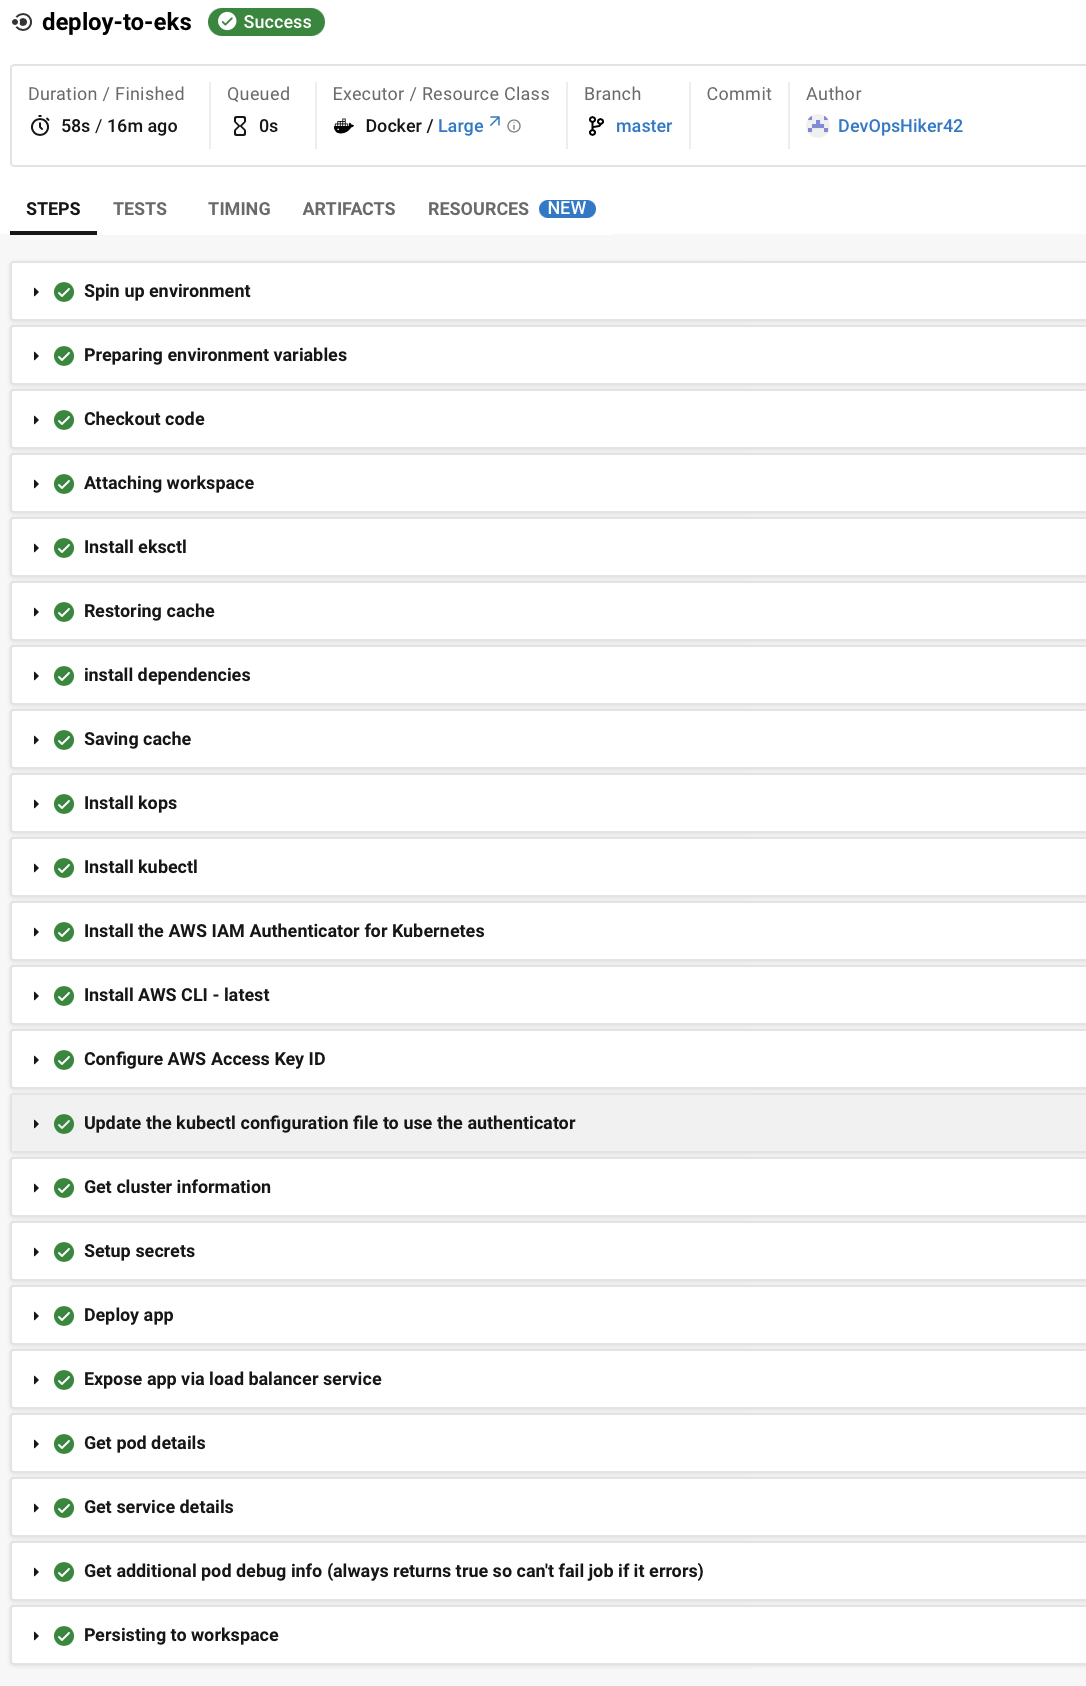 deploy-to-eks Success
Duration / Finished Queued Executor / Resource Class Branch Commit Author
58s / 16m ago 0s Docker / Large master DevOpsHiker42
STEPS TESTS TIMING ARTIFACTS RESOURCES NEW
Spin up environment
Preparing environment variables
Checkout code
Attaching workspace
Install eksctl
Restoring cache
install dependencies
Saving cache
Install kops
Install kubectl
Install the AWS IAM Authenticator for Kubernetes
Install AWS CLI - latest
Configure AWS Access Key ID
Update the kubectl configuration file to use the authenticator
Get cluster information
Setup secrets
Deploy app
Expose app via load balancer service
Get pod details
Get service details
Get additional pod debug info (always returns true so can't fail job if it errors)
Persisting to workspace